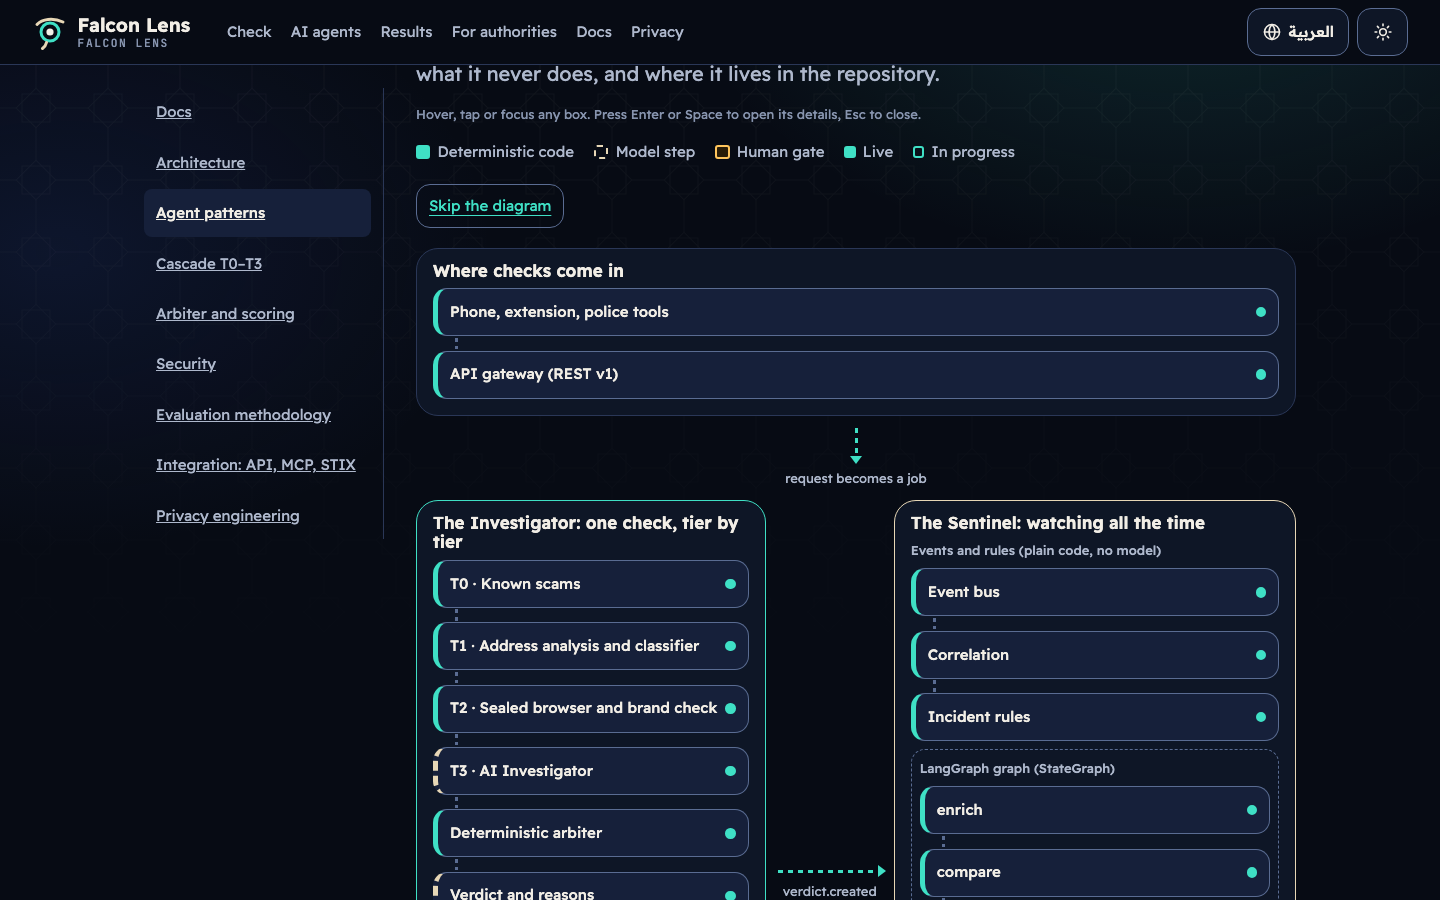 Falcon Lens
FALCON LENS
Check
AI agents
Results
For authorities
Docs
Privacy
العربية
Docs
Architecture
Agent patterns
Cascade T0–T3
Arbiter and scoring
Security
Evaluation methodology
Integration: API, MCP, STIX
Privacy engineering
what it never does, and where it lives in the repository.
Hover, tap or focus any box. Press Enter or Space to open its details, Esc to close.
Deterministic code
Model step
Human gate
Live
In progress
Skip the diagram
Where checks come in
Phone, extension, police tools
API gateway (REST v1)
request becomes a job
The Investigator: one check, tier by
tier
T0 · Known scams
T1 · Address analysis and classifier
T2 · Sealed browser and brand check
T3 · AI Investigator
Deterministic arbiter
Verdict and reasons
verdict.created
The Sentinel: watching all the time
Events and rules (plain code, no model)
Event bus
Correlation
Incident rules
LangGraph graph (StateGraph)
enrich
compare